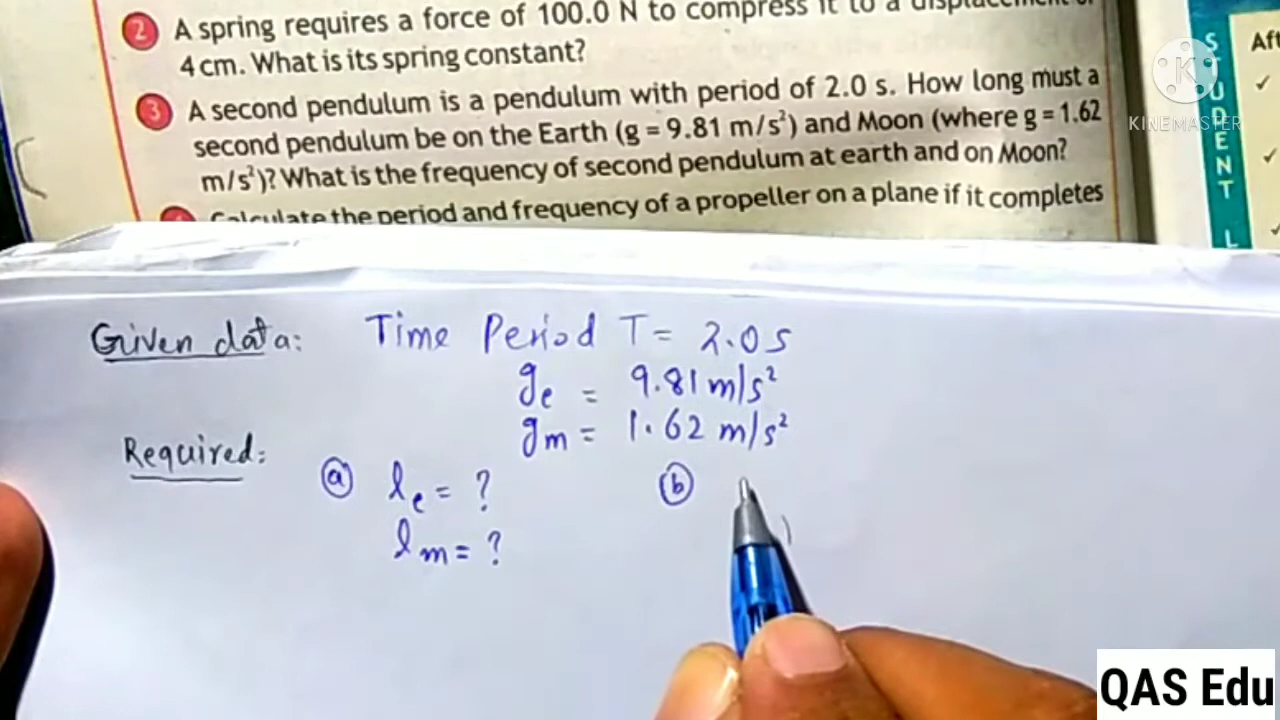 2 A spring requires a force of 100.0 N to compress it to a displacement of
4 cm. What is its spring constant?
3 A second pendulum is a pendulum with period of 2.0 s. How long must a
second pendulum be on the Earth (g = 9.81 m/s²) and Moon (where g = 1.62
m/s²)? What is the frequency of second pendulum at earth and on Moon?
Calculate the period and frequency of a propeller on a plane if it completes
STUDENT L
Aft
K
KINEMASTER
Given data: Time Period T = 2.0 s
ge = 9.81 m/s²
gm = 1.62 m/s²
Required:
(a) le = ? (b)
lm = ?
QAS Edu